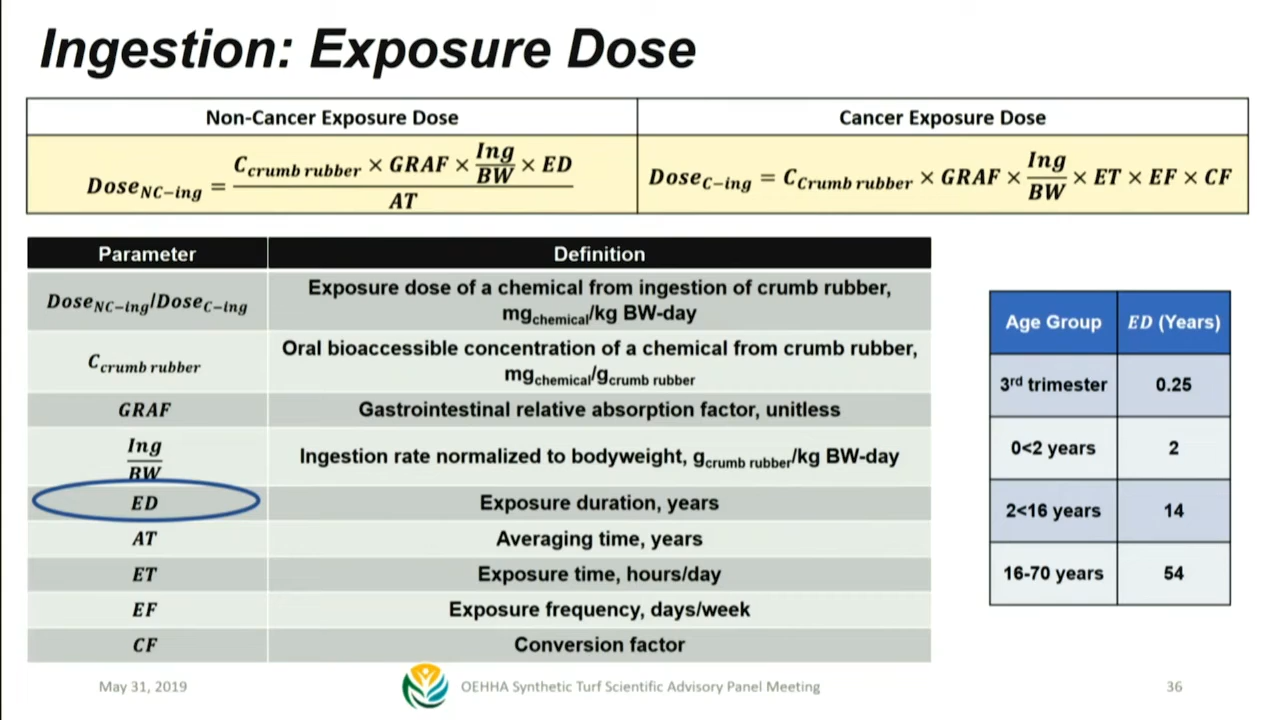 Ingestion: Exposure Dose
Non-Cancer Exposure Dose
Dose_NC−ing = (C_crumb rubber × GRAF × Ing/BW × ED) / AT
Cancer Exposure Dose
Dose_C−ing = C_Crumb rubber × GRAF × Ing/BW × ET × EF × CF
Parameter Definition
Dose_NC−ing/Dose_C−ing Exposure dose of a chemical from ingestion of crumb rubber,
mg_chemical/kg BW-day
C_crumb rubber Oral bioaccessible concentration of a chemical from crumb rubber,
mg_chemical/g_crumb rubber
GRAF Gastrointestinal relative absorption factor, unitless
Ing/BW Ingestion rate normalized to bodyweight, g_crumb rubber/kg BW-day
ED Exposure duration, years
AT Averaging time, years
ET Exposure time, hours/day
EF Exposure frequency, days/week
CF Conversion factor
Age Group ED (Years)
3rd trimester 0.25
0<2 years 2
2<16 years 14
16-70 years 54
May 31, 2019
OEHHA Synthetic Turf Scientific Advisory Panel Meeting
36